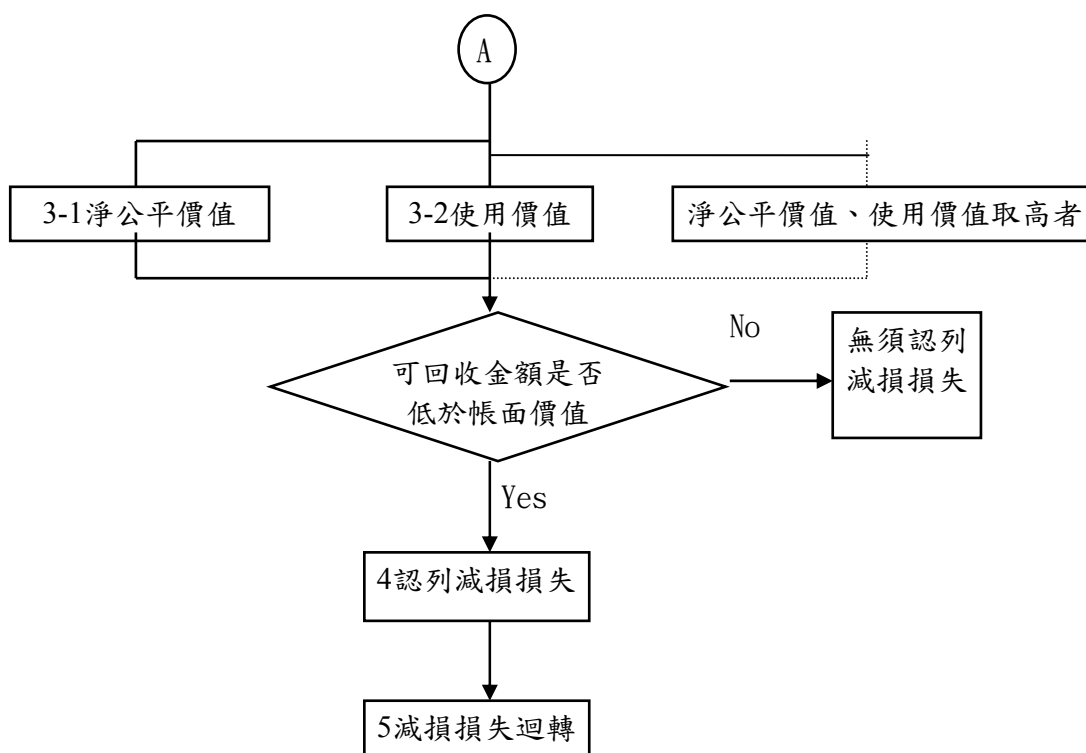 A
3-1淨公平價值
3-2使用價值
淨公平價值、使用價值取高者
可回收金額是否
低於帳面價值
No
無須認列
減損損失
Yes
4認列減損損失
5減損損失迴轉